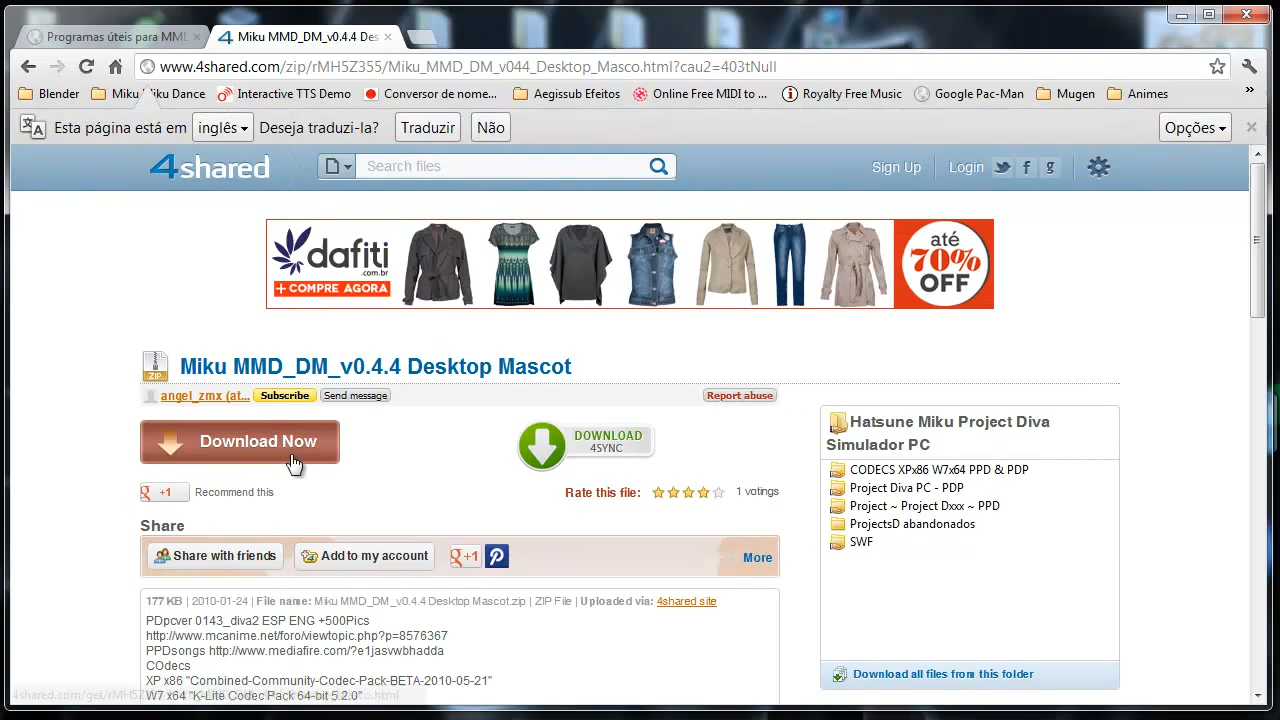 Programas úteis para MMD
Miku MMD_DM_v0.4.4 Des
www.4shared.com/zip/rMH5Z355/Miku_MMD_DM_v044_Desktop_Masco.html?cau2=403tNull
Blender
Miku Miku Dance
Interactive TTS Demo
Conversor de nome...
Aegissub Efeitos
Online Free MIDI to ...
Royalty Free Music
Google Pac-Man
Mugen
Animes
»
Esta página está em
inglês
Deseja traduzi-la?
Traduzir
Não
Opções
4shared
Search files
Sign Up
Login
dafiti
.com.br
+ COMPRE AGORA
até
70%
OFF
ZIP
Miku MMD_DM_v0.4.4 Desktop Mascot
angel_zmx (at...
Subscribe
Send message
Report abuse
Download Now
DOWNLOAD
4SYNC
g +1
Recommend this
Rate this file:
1 votings
Share
Share with friends
Add to my account
g+1
More
177 KB | 2010-01-24 | File name: Miku MMD_DM_v0.4.4 Desktop Mascot.zip | ZIP File | Uploaded via: 4shared site
PDpcver 0143_diva2 ESP ENG +500Pics
http://www.mcanime.net/foro/viewtopic.php?p=8576367
PPDsongs http://www.mediafire.com/?e1jasvwbhadda
COdecs
XP x86 "Combined-Community-Codec-Pack-BETA-2010-05-21"
W7 x64 "K-Lite Codec Pack 64-bit 5.2.0"
Hatsune Miku Project Diva
Simulador PC
CODECS XPx86 W7x64 PPD & PDP
Project Diva PC - PDP
Project ~ Project Dxxx ~ PPD
ProjectsD abandonados
SWF
Download all files from this folder